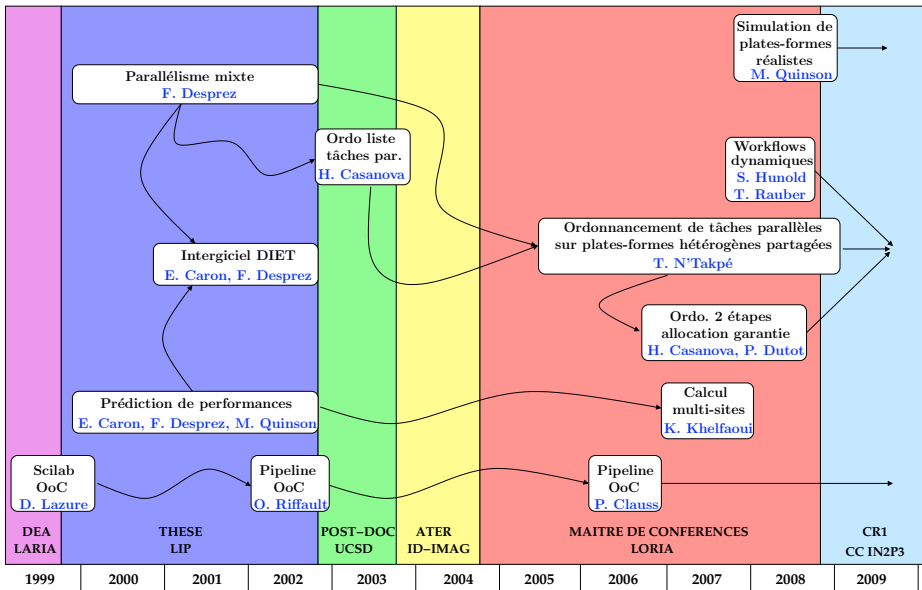 Simulation de
plates-formes
réalistes
M. Quinson
Parallélisme mixte
F. Desprez
Ordo liste
tâches par.
H. Casanova
Workflows
dynamiques
S. Hunold
T. Rauber
Ordonnancement de tâches parallèles
sur plates-formes hétérogènes partagées
T. N'Takpé
Intergiciel DIET
E. Caron, F. Desprez
Ordo. 2 étapes
allocation garantie
H. Casanova, P. Dutot
Prédiction de performances
E. Caron, F. Desprez, M. Quinson
Calcul
multi-sites
K. Khelfaoui
Scilab
OoC
D. Lazure
Pipeline
OoC
O. Riffault
Pipeline
OoC
P. Clauss
DEA
LARIA
THESE
LIP
POST-DOC
UCSD
ATER
ID-IMAG
MAITRE DE CONFERENCES
LORIA
CR1
CC IN2P3
1999
2000
2001
2002
2003
2004
2005
2006
2007
2008
2009